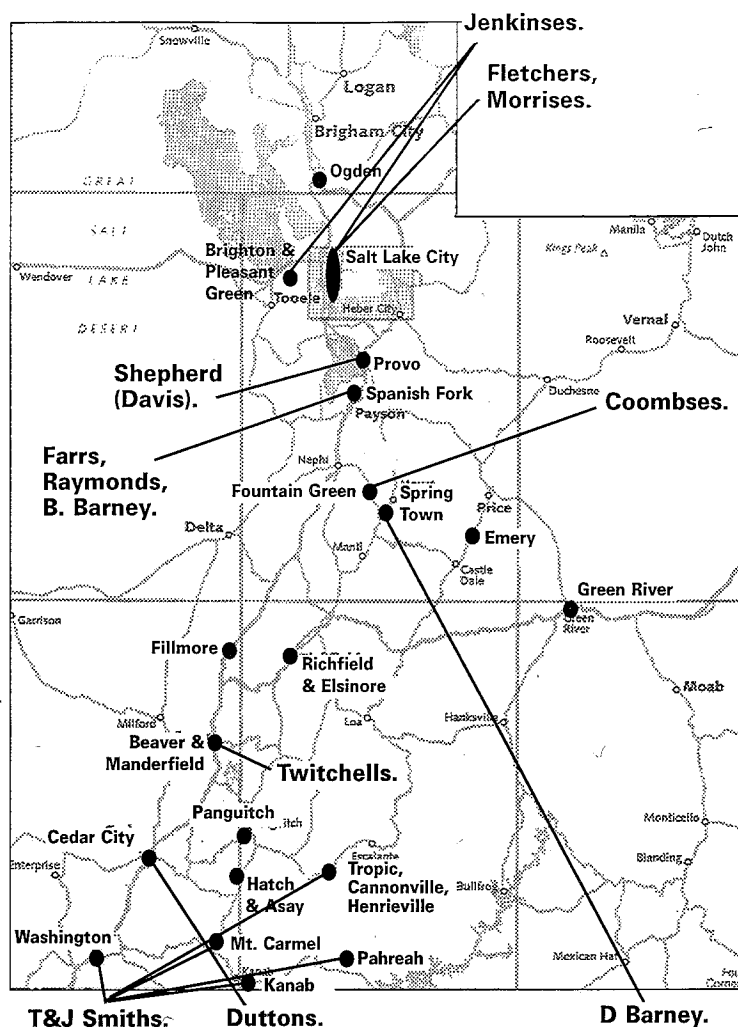 Jenkinses.
Snowville
Logan
Fletchers,
Morrises.
Brigham City
Ogden
GREAT
SALT
LAKE
DESERT
Manila
Dutch
John
Kings Peak
Wendover
Brighton &
Pleasant
Green
Salt Lake City
Tooele
Heber City
Vernal
Roosevelt
Duchesne
Shepherd
(Davis).
Provo
Spanish Fork
Payson
Coombses.
Farrs,
Raymonds,
B. Barney.
Nephi
Fountain Green
Spring
Town
Price
Delta
Manti
Emery
Castle
Dale
Green River
Green
River
Garrison
Fillmore
Richfield
& Elsinore
Moab
Milford
Loa
Hanksville
Beaver &
Manderfield
Twitchells.
Panguitch
itch
Monticello
Cedar City
Escalante
Blanding
Enterprise
Hatch
& Asay
Tropic,
Cannonville,
Henrieville
Bullfrog
Washington
Mt. Carmel
Pahreah
Mexican Hat
Kanab
Kanab
Fou
Corner
T&J Smiths.
Duttons.
D Barney.